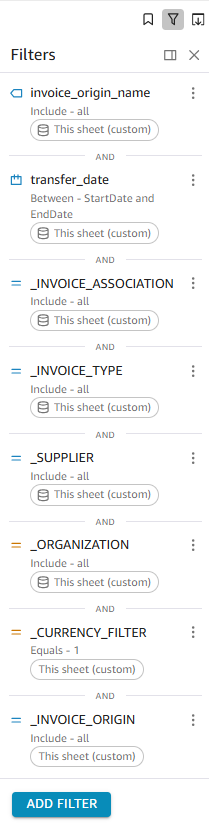 Filters
invoice_origin_name
Include - all
This sheet (custom)
AND
transfer_date
Between - StartDate and
EndDate
This sheet (custom)
AND
_INVOICE_ASSOCIATION
Include - all
This sheet (custom)
AND
_INVOICE_TYPE
Include - all
This sheet (custom)
AND
_SUPPLIER
Include - all
This sheet (custom)
AND
_ORGANIZATION
Include - all
This sheet (custom)
AND
_CURRENCY_FILTER
Equals - 1
This sheet (custom)
AND
_INVOICE_ORIGIN
Include - all
This sheet (custom)
ADD FILTER